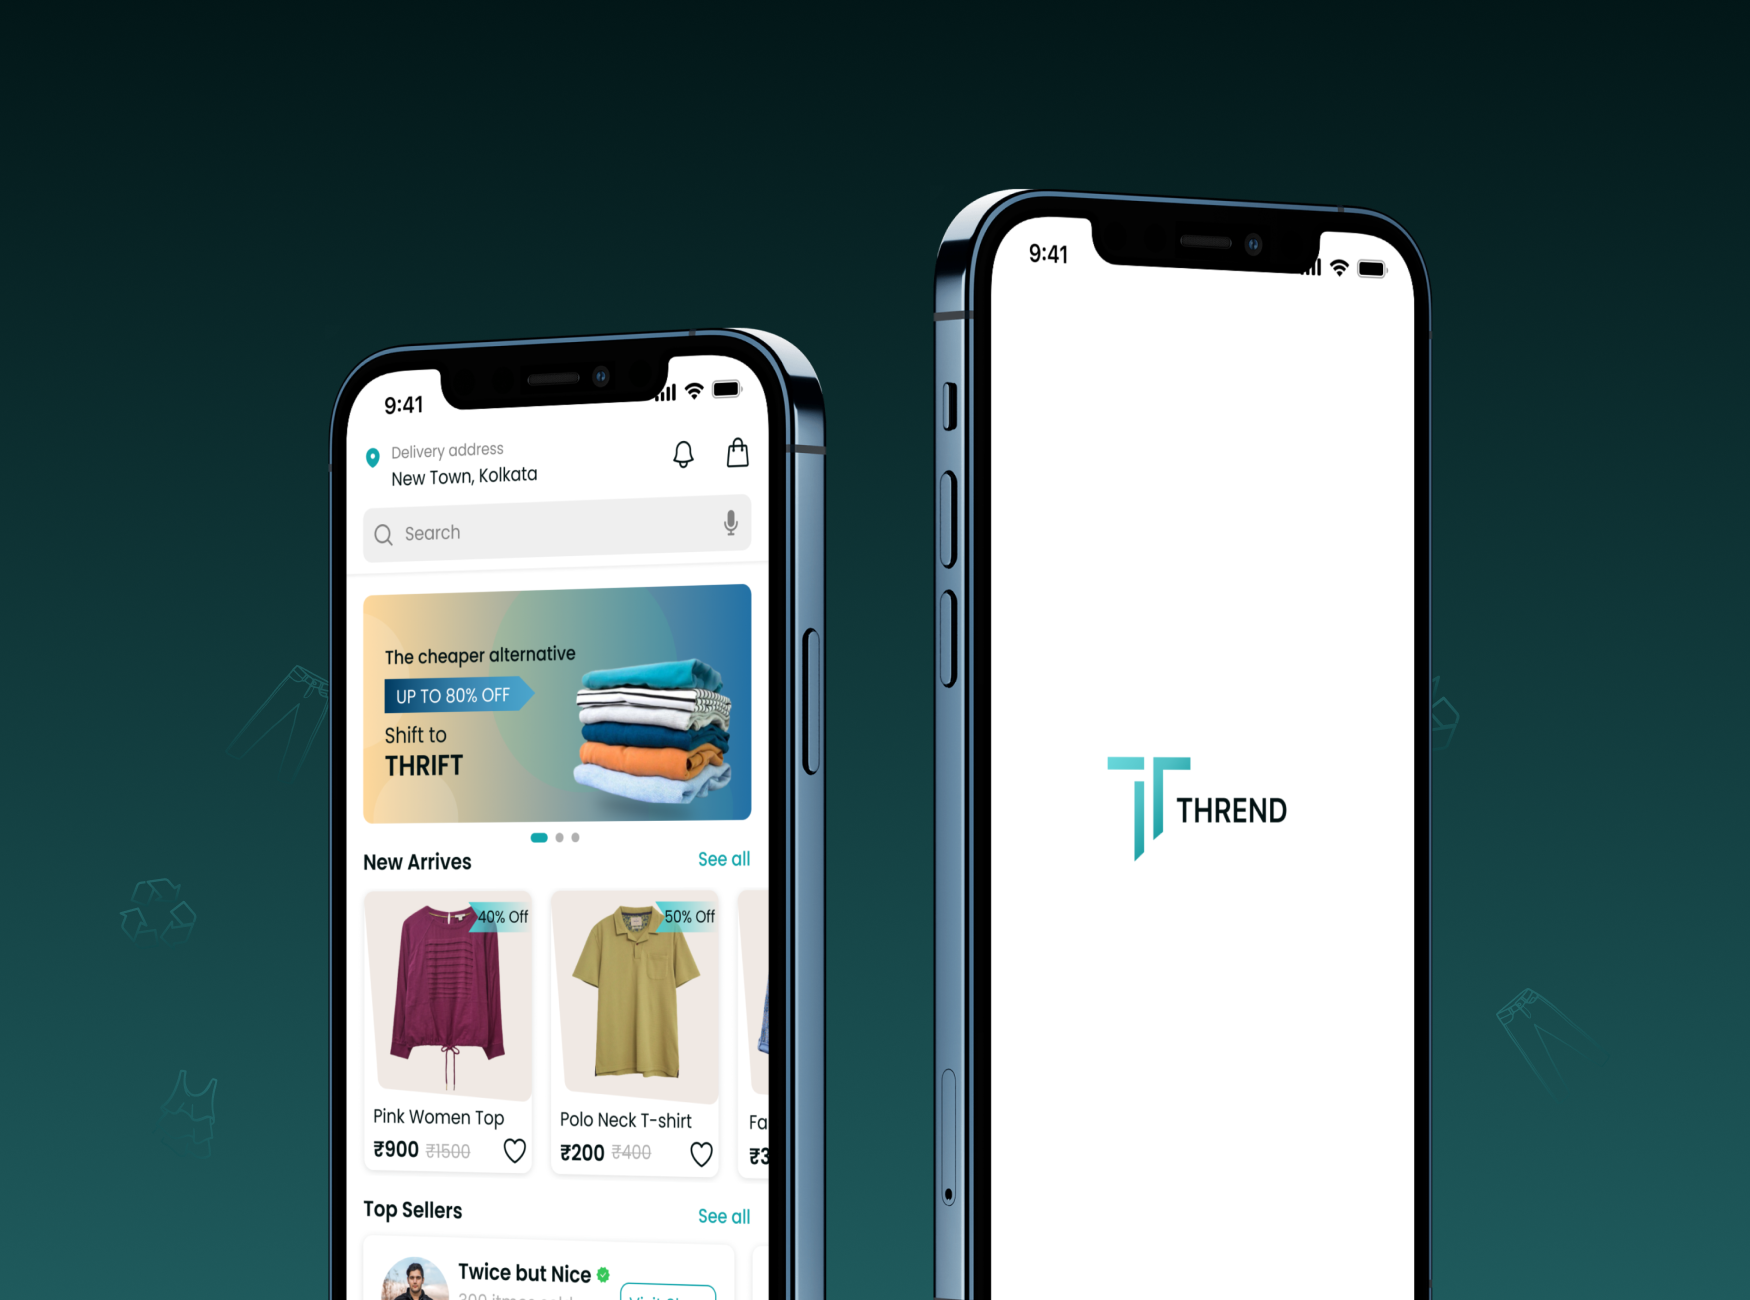 9:41
Delivery address
New Town, Kolkata
Search
The cheaper alternative
UP TO 80% OFF
Shift to
THRIFT
New Arrives
See all
40% Off
50% Off
Pink Women Top
Polo Neck T-shirt
Fa
₹900 ₹1500
₹200 ₹400
₹3
Top Sellers
See all
Twice but Nice
9:41
THREND